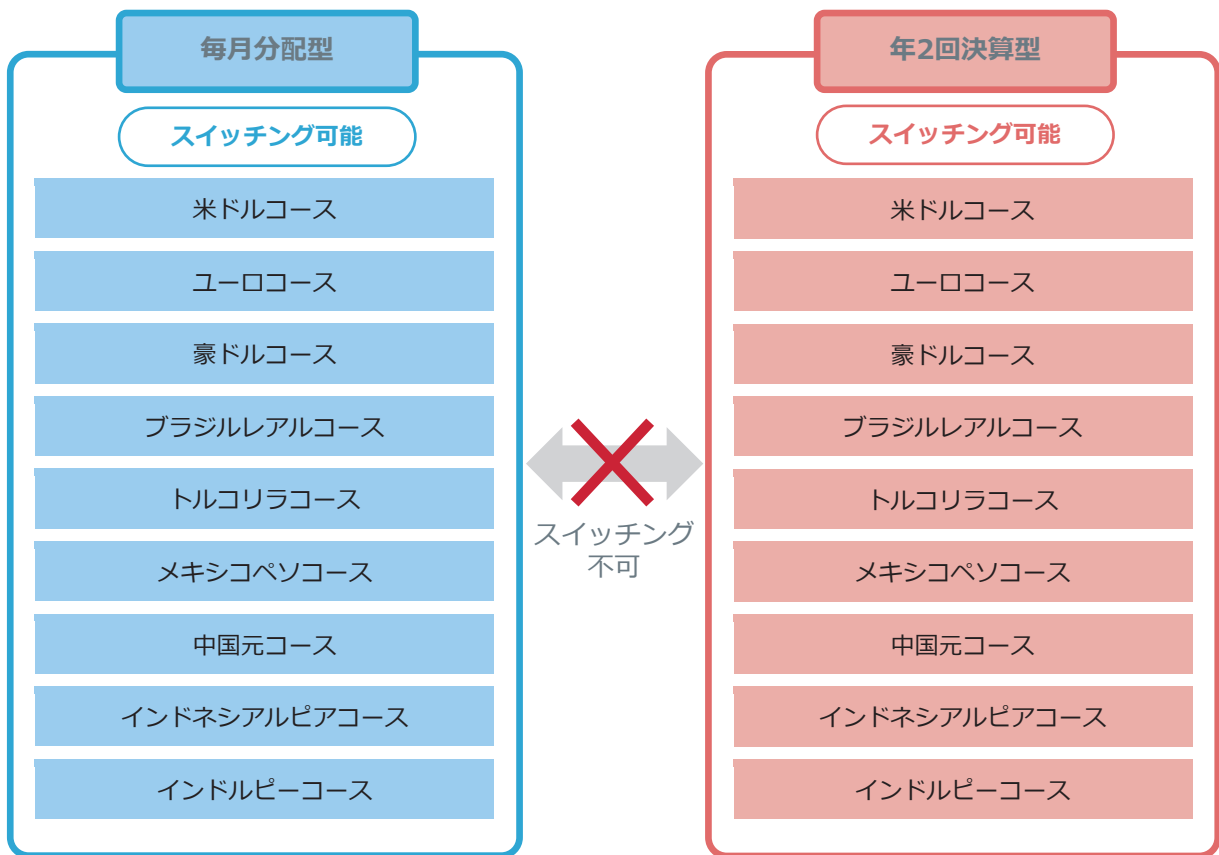 毎月分配型
スイッチング可能
米ドルコース
ユーロコース
豪ドルコース
ブラジルレアルコース
トルコリラコース
メキシコペソコース
中国元コース
インドネシアルピアコース
インドルピーコース
スイッチング
不可
年2回決算型
スイッチング可能
米ドルコース
ユーロコース
豪ドルコース
ブラジルレアルコース
トルコリラコース
メキシコペソコース
中国元コース
インドネシアルピアコース
インドルピーコース